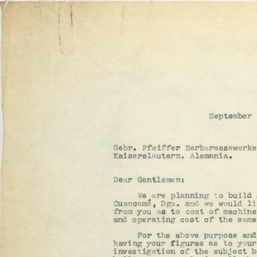 September
Gebr. Pfeiffer Barbarossawerke
Kaiserslautern. Alemania.
Dear Gentlemen:
We are planning to build
Cuencamé, Dgo. and we would li
from you as to cost of machine
and operating cost of the same
For the above purpose and
having your figures as to your
investigation of the subject b